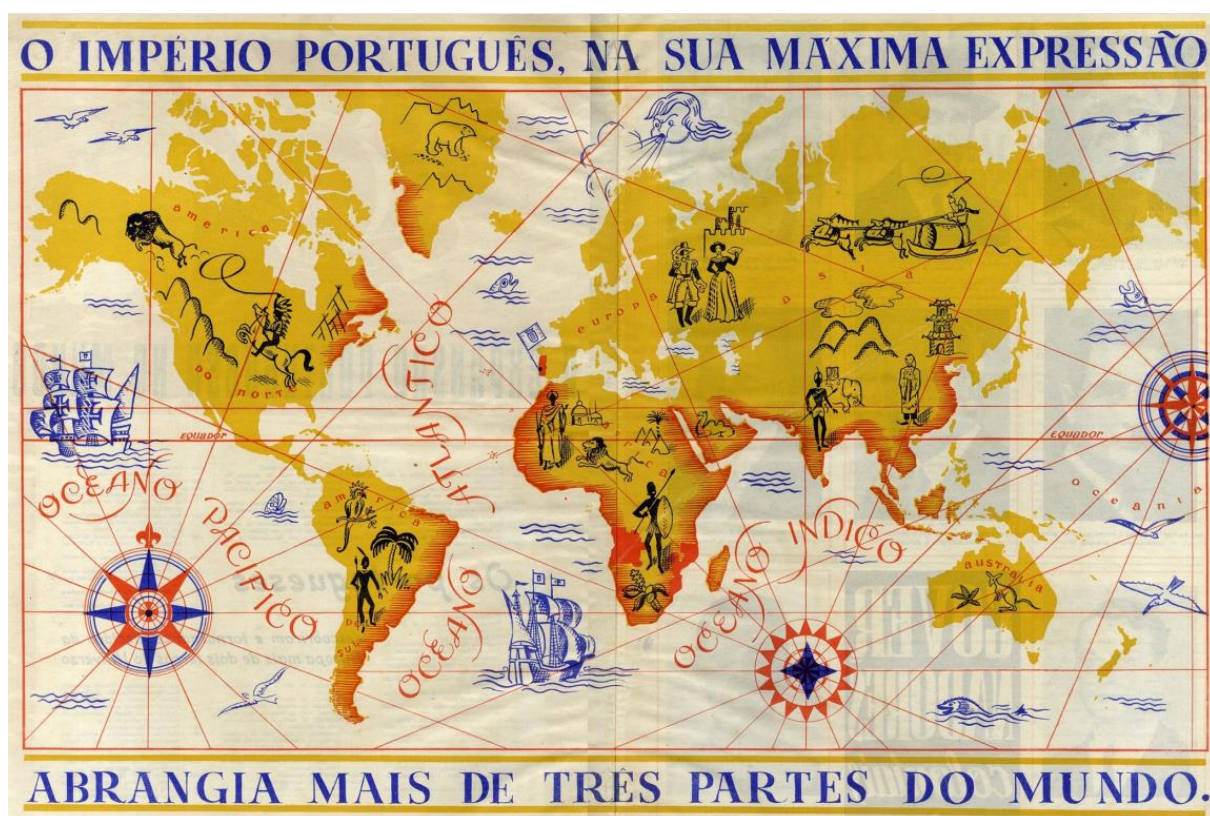 O IMPÉRIO PORTUGUÊS, NA SUA MÁXIMA EXPRESSÃO
america
DO norte
europa
asia
africa
EQUADOR
EQUADOR
OCEANO PACIFICO
OCEANO ATLANTICO
america
DO sul
OCEANO INDICO
oceania
australia
ABRANGIA MAIS DE TRÊS PARTES DO MUNDO.